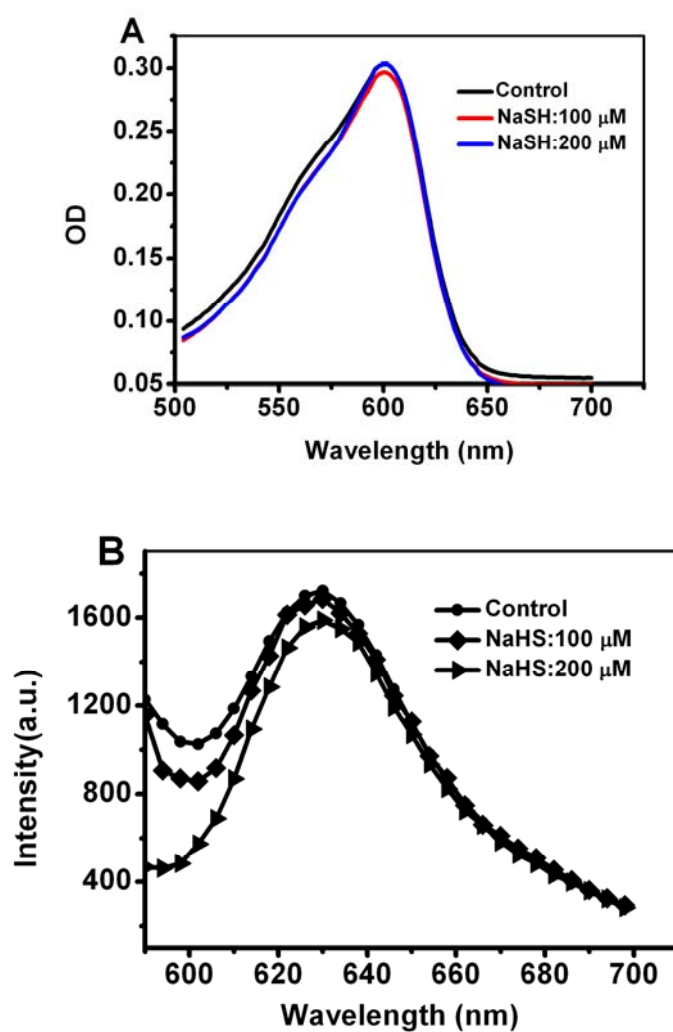 A
0.30
0.25
0.20
0.15
0.10
0.05
OD
Control
NaSH:100 μM
NaSH:200 μM
500 550 600 650 700
Wavelength (nm)
B
1600
1200
800
400
Intensity(a.u.)
Control
NaHS:100 μM
NaHS:200 μM
600 620 640 660 680 700
Wavelength (nm)